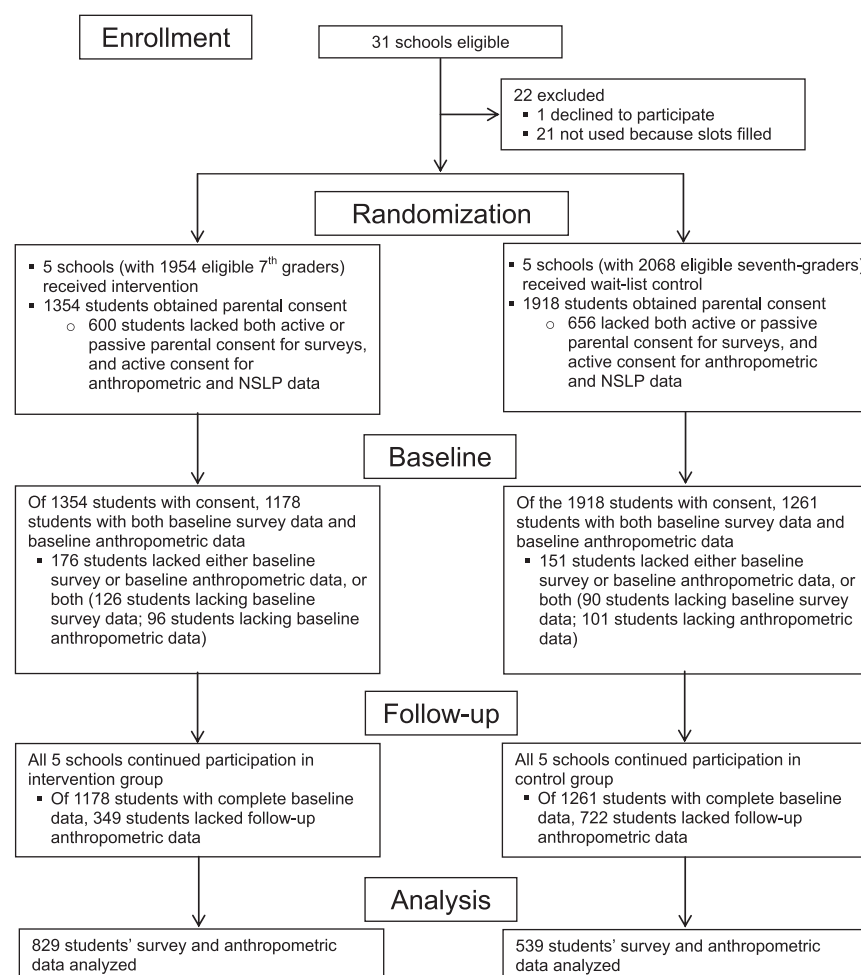 Enrollment
31 schools eligible
22 excluded
▪ 1 declined to participate
▪ 21 not used because slots filled
Randomization
▪ 5 schools (with 1954 eligible 7th graders)
received intervention
▪ 1354 students obtained parental consent
○ 600 students lacked both active or
passive parental consent for surveys,
and active consent for
anthropometric and NSLP data
▪ 5 schools (with 2068 eligible seventh-graders)
received wait-list control
▪ 1918 students obtained parental consent
○ 656 lacked both active or passive
parental consent for surveys, and
active consent for anthropometric
and NSLP data
Baseline
Of 1354 students with consent, 1178
students with both baseline survey data and
baseline anthropometric data
▪ 176 students lacked either baseline
survey or baseline anthropometric data, or
both (126 students lacking baseline
survey data; 96 students lacking baseline
anthropometric data)
Of the 1918 students with consent, 1261
students with both baseline survey data and
baseline anthropometric data
▪ 151 students lacked either baseline
survey or baseline anthropometric data, or
both (90 students lacking baseline survey
data; 101 students lacking anthropometric
data)
Follow-up
All 5 schools continued participation in
intervention group
▪ Of 1178 students with complete baseline
data, 349 students lacked follow-up
anthropometric data
All 5 schools continued participation in
control group
▪ Of 1261 students with complete baseline
data, 722 students lacked follow-up
anthropometric data
Analysis
829 students' survey and anthropometric
data analyzed
539 students' survey and anthropometric
data analyzed